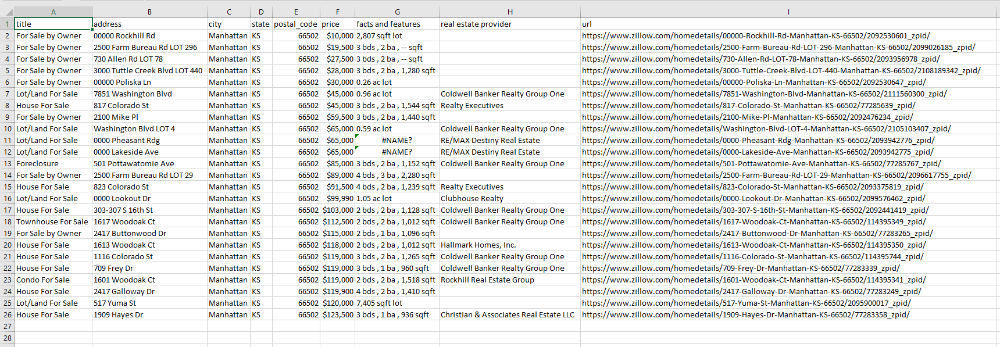 A B C D E F G H I
1 title address city state postal_code price facts and features real estate provider url
2 For Sale by Owner 00000 Rockhill Rd Manhattan KS 66502 $10,000 2,807 sqft lot https://www.zillow.com/homedetails/00000-Rockhill-Rd-Manhattan-KS-66502/2092530601_zpid/
3 For Sale by Owner 2500 Farm Bureau Rd LOT 296 Manhattan KS 66502 $19,500 3 bds , 2 ba , -- sqft https://www.zillow.com/homedetails/2500-Farm-Bureau-Rd-LOT-296-Manhattan-KS-66502/2099026185_zpid/
4 For Sale by Owner 730 Allen Rd LOT 78 Manhattan KS 66502 $27,500 3 bds , 2 ba , -- sqft https://www.zillow.com/homedetails/730-Allen-Rd-LOT-78-Manhattan-KS-66502/2093956978_zpid/
5 For Sale by Owner 3000 Tuttle Creek Blvd LOT 440 Manhattan KS 66502 $28,000 3 bds , 2 ba , 1,280 sqft https://www.zillow.com/homedetails/3000-Tuttle-Creek-Blvd-LOT-440-Manhattan-KS-66502/2108189342_zpid/
6 For Sale by Owner 00000 Poliska Ln Manhattan KS 66502 $30,000 0.26 ac lot https://www.zillow.com/homedetails/00000-Poliska-Ln-Manhattan-KS-66502/2092530647_zpid/
7 Lot/Land For Sale 7851 Washington Blvd Manhattan KS 66502 $45,000 0.96 ac lot Coldwell Banker Realty Group One https://www.zillow.com/homedetails/7851-Washington-Blvd-Manhattan-KS-66502/2111560300_zpid/
8 House For Sale 817 Colorado St Manhattan KS 66502 $45,000 3 bds , 2 ba , 1,544 sqft Realty Executives https://www.zillow.com/homedetails/817-Colorado-St-Manhattan-KS-66502/77285639_zpid/
9 For Sale by Owner 2100 Mike Pl Manhattan KS 66502 $59,500 3 bds , 2 ba , 1,440 sqft https://www.zillow.com/homedetails/2100-Mike-Pl-Manhattan-KS-66502/2092476234_zpid/
10 Lot/Land For Sale Washington Blvd LOT 4 Manhattan KS 66502 $65,000 0.59 ac lot Coldwell Banker Realty Group One https://www.zillow.com/homedetails/Washington-Blvd-LOT-4-Manhattan-KS-66502/2105103407_zpid/
11 Lot/Land For Sale 0000 Pheasant Rdg Manhattan KS 66502 $65,000 #NAME? RE/MAX Destiny Real Estate https://www.zillow.com/homedetails/0000-Pheasant-Rdg-Manhattan-KS-66502/2093942776_zpid/
12 Lot/Land For Sale 0000 Lakeside Ave Manhattan KS 66502 $65,000 #NAME? RE/MAX Destiny Real Estate https://www.zillow.com/homedetails/0000-Lakeside-Ave-Manhattan-KS-66502/2093942775_zpid/
13 Foreclosure 501 Pottawatomie Ave Manhattan KS 66502 $85,000 3 bds , 2 ba , 1,152 sqft Coldwell Banker Realty Group One https://www.zillow.com/homedetails/501-Pottawatomie-Ave-Manhattan-KS-66502/77285767_zpid/
14 For Sale by Owner 2500 Farm Bureau Rd LOT 29 Manhattan KS 66502 $89,000 4 bds , 3 ba , 2,280 sqft https://www.zillow.com/homedetails/2500-Farm-Bureau-Rd-LOT-29-Manhattan-KS-66502/2096617755_zpid/
15 House For Sale 823 Colorado St Manhattan KS 66502 $91,500 4 bds , 2 ba , 1,239 sqft Realty Executives https://www.zillow.com/homedetails/823-Colorado-St-Manhattan-KS-66502/2093375819_zpid/
16 Lot/Land For Sale 0000 Lookout Dr Manhattan KS 66502 $99,990 1.05 ac lot Clubhouse Realty https://www.zillow.com/homedetails/0000-Lookout-Dr-Manhattan-KS-66502/2099576462_zpid/
17 House For Sale 303-307 S 16th St Manhattan KS 66502 $103,000 2 bds , 2 ba , 1,128 sqft Coldwell Banker Realty Group One https://www.zillow.com/homedetails/303-307-S-16th-St-Manhattan-KS-66502/2092441419_zpid/
18 Townhouse For Sale 1617 Woodoak Ct Manhattan KS 66502 $112,500 2 bds , 2 ba , 1,012 sqft Coldwell Banker Realty Group One https://www.zillow.com/homedetails/1617-Woodoak-Ct-Manhattan-KS-66502/114395349_zpid/
19 For Sale by Owner 2417 Buttonwood Dr Manhattan KS 66502 $115,000 2 bds , 1 ba , 1,096 sqft https://www.zillow.com/homedetails/2417-Buttonwood-Dr-Manhattan-KS-66502/77283265_zpid/
20 House For Sale 1613 Woodoak Ct Manhattan KS 66502 $118,000 2 bds , 2 ba , 1,012 sqft Hallmark Homes, Inc. https://www.zillow.com/homedetails/1613-Woodoak-Ct-Manhattan-KS-66502/114395350_zpid/
21 House For Sale 1116 Colorado St Manhattan KS 66502 $119,000 3 bds , 2 ba , 1,265 sqft Coldwell Banker Realty Group One https://www.zillow.com/homedetails/1116-Colorado-St-Manhattan-KS-66502/114395744_zpid/
22 House For Sale 709 Frey Dr Manhattan KS 66502 $119,000 3 bds , 1 ba , 960 sqft Coldwell Banker Realty Group One https://www.zillow.com/homedetails/709-Frey-Dr-Manhattan-KS-66502/77283339_zpid/
23 Condo For Sale 1601 Woodoak Ct Manhattan KS 66502 $119,000 2 bds , 2 ba , 1,518 sqft Rockhill Real Estate Group https://www.zillow.com/homedetails/1601-Woodoak-Ct-Manhattan-KS-66502/114395341_zpid/
24 House For Sale 2417 Galloway Dr Manhattan KS 66502 $119,900 4 bds , 2 ba , 1,410 sqft https://www.zillow.com/homedetails/2417-Galloway-Dr-Manhattan-KS-66502/77283249_zpid/
25 Lot/Land For Sale 517 Yuma St Manhattan KS 66502 $120,000 7,405 sqft lot https://www.zillow.com/homedetails/517-Yuma-St-Manhattan-KS-66502/2095900017_zpid/
26 House For Sale 1909 Hayes Dr Manhattan KS 66502 $123,500 3 bds , 1 ba , 936 sqft Christian & Associates Real Estate LLC https://www.zillow.com/homedetails/1909-Hayes-Dr-Manhattan-KS-66502/77283358_zpid/
27
28